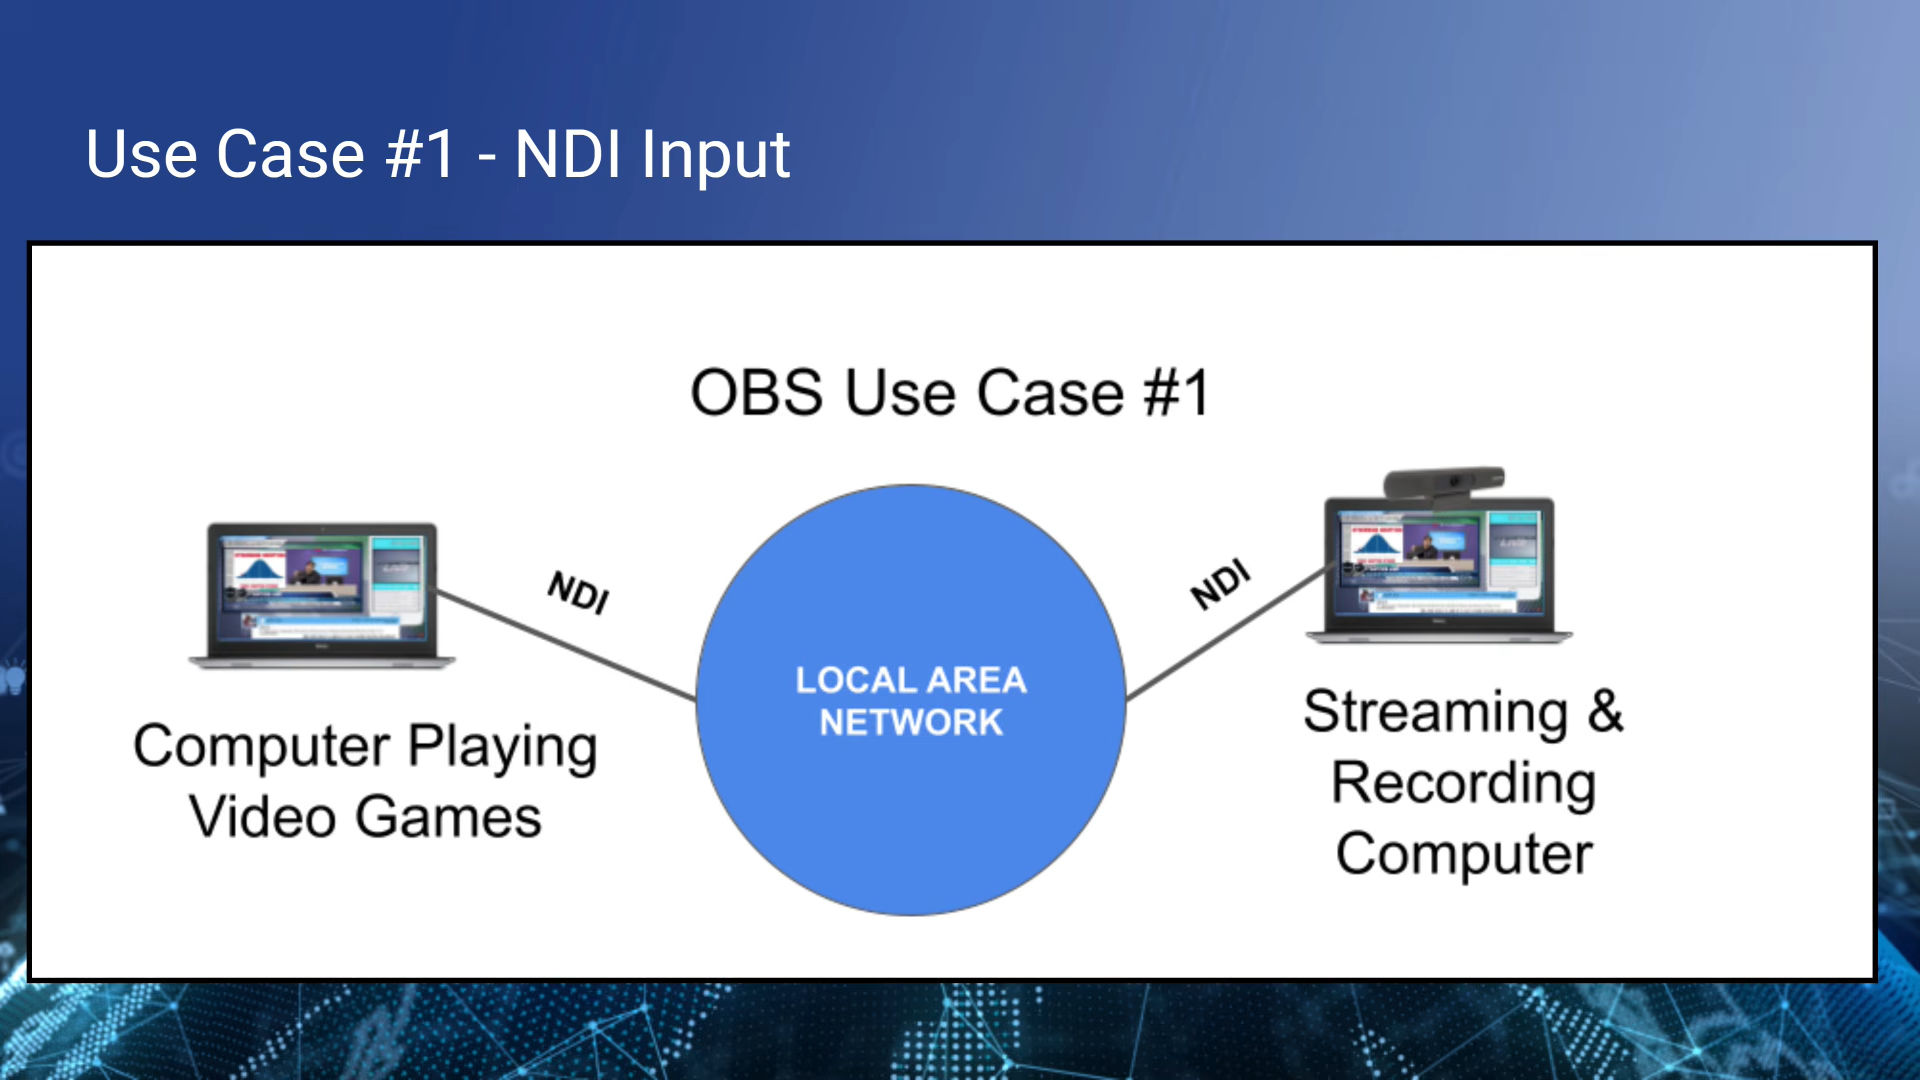 Use Case #1 - NDI Input
OBS Use Case #1
NDI
NDI
LOCAL AREA
NETWORK
Computer Playing
Video Games
Streaming &
Recording
Computer